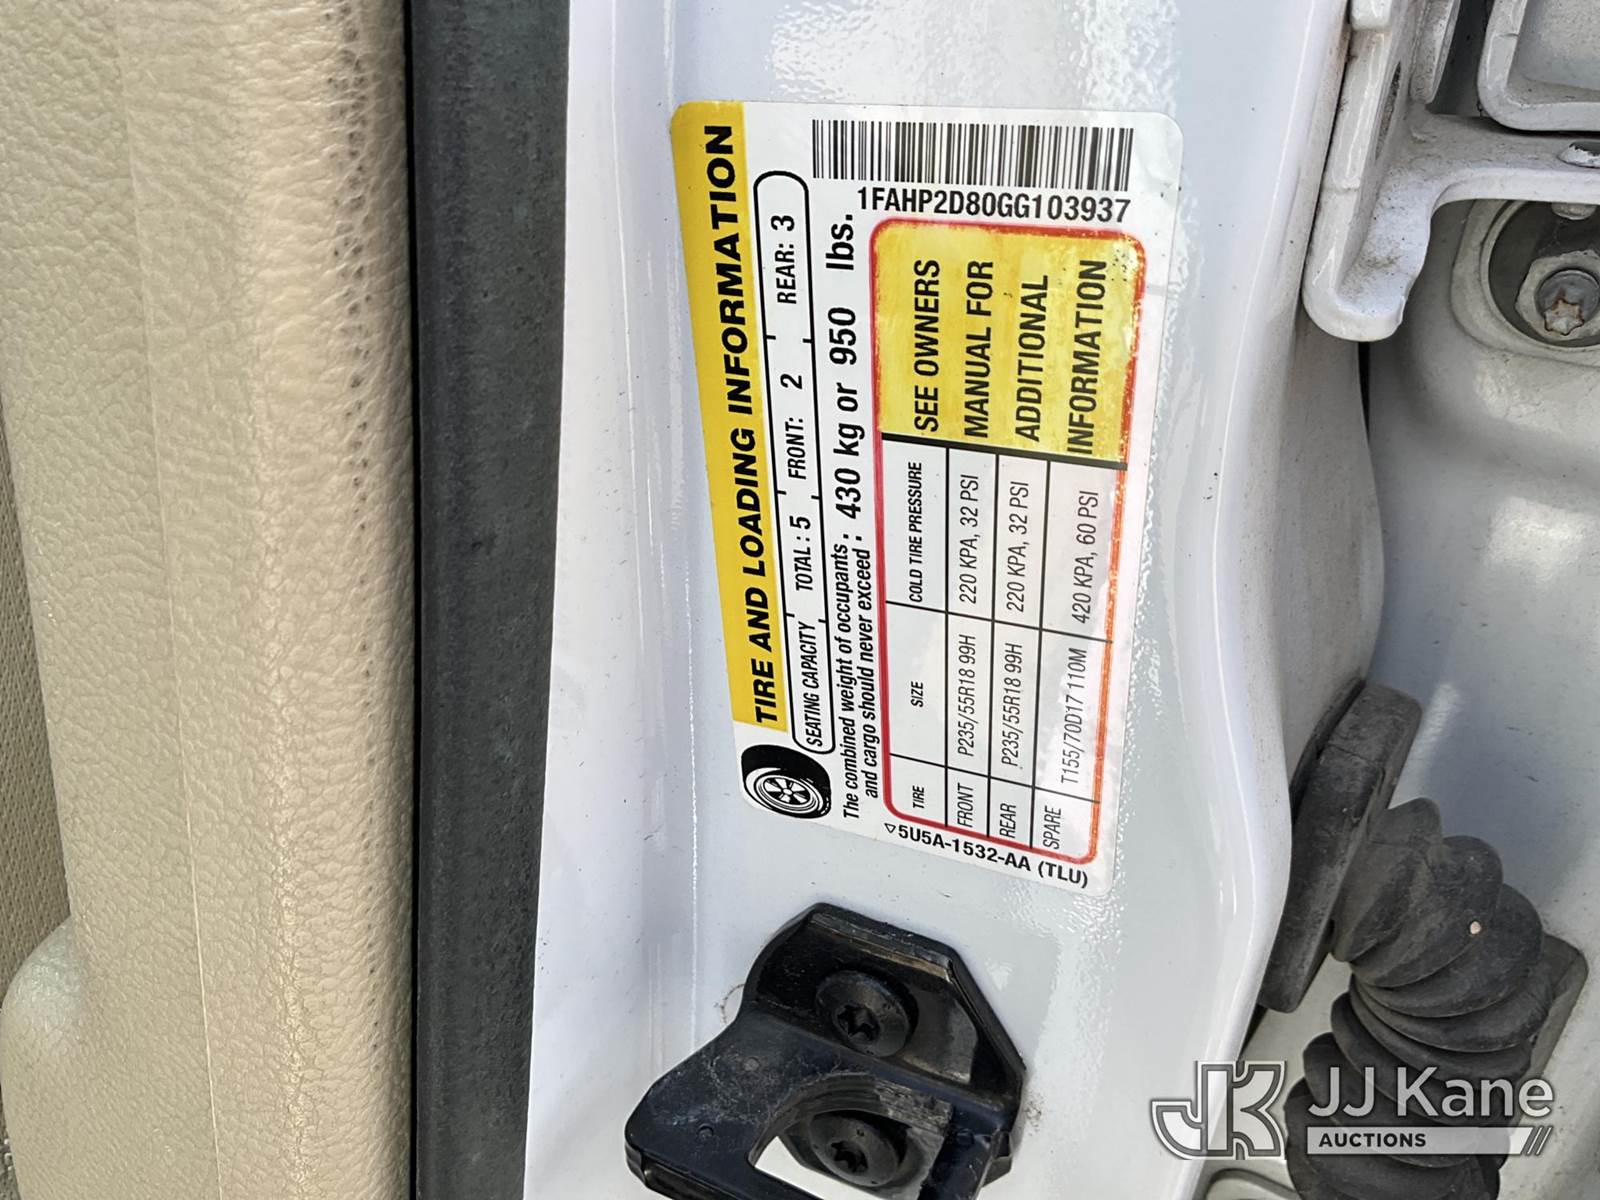 1FAHP2D80GG103937
TIRE AND LOADING INFORMATION
SEATING CAPACITY TOTAL: 5 FRONT: 2 REAR: 3
The combined weight of occupants
and cargo should never exceed : 430 kg or 950 lbs.
TIRE SIZE COLD TIRE PRESSURE
FRONT P235/55R18 99H 220 KPA, 32 PSI
REAR P235/55R18 99H 220 KPA, 32 PSI
SPARE T155/70D17 110M 420 KPA, 60 PSI
SEE OWNERS
MANUAL FOR
ADDITIONAL
INFORMATION
5U5A-1532-AA (TLU)
JK JJ Kane
AUCTIONS